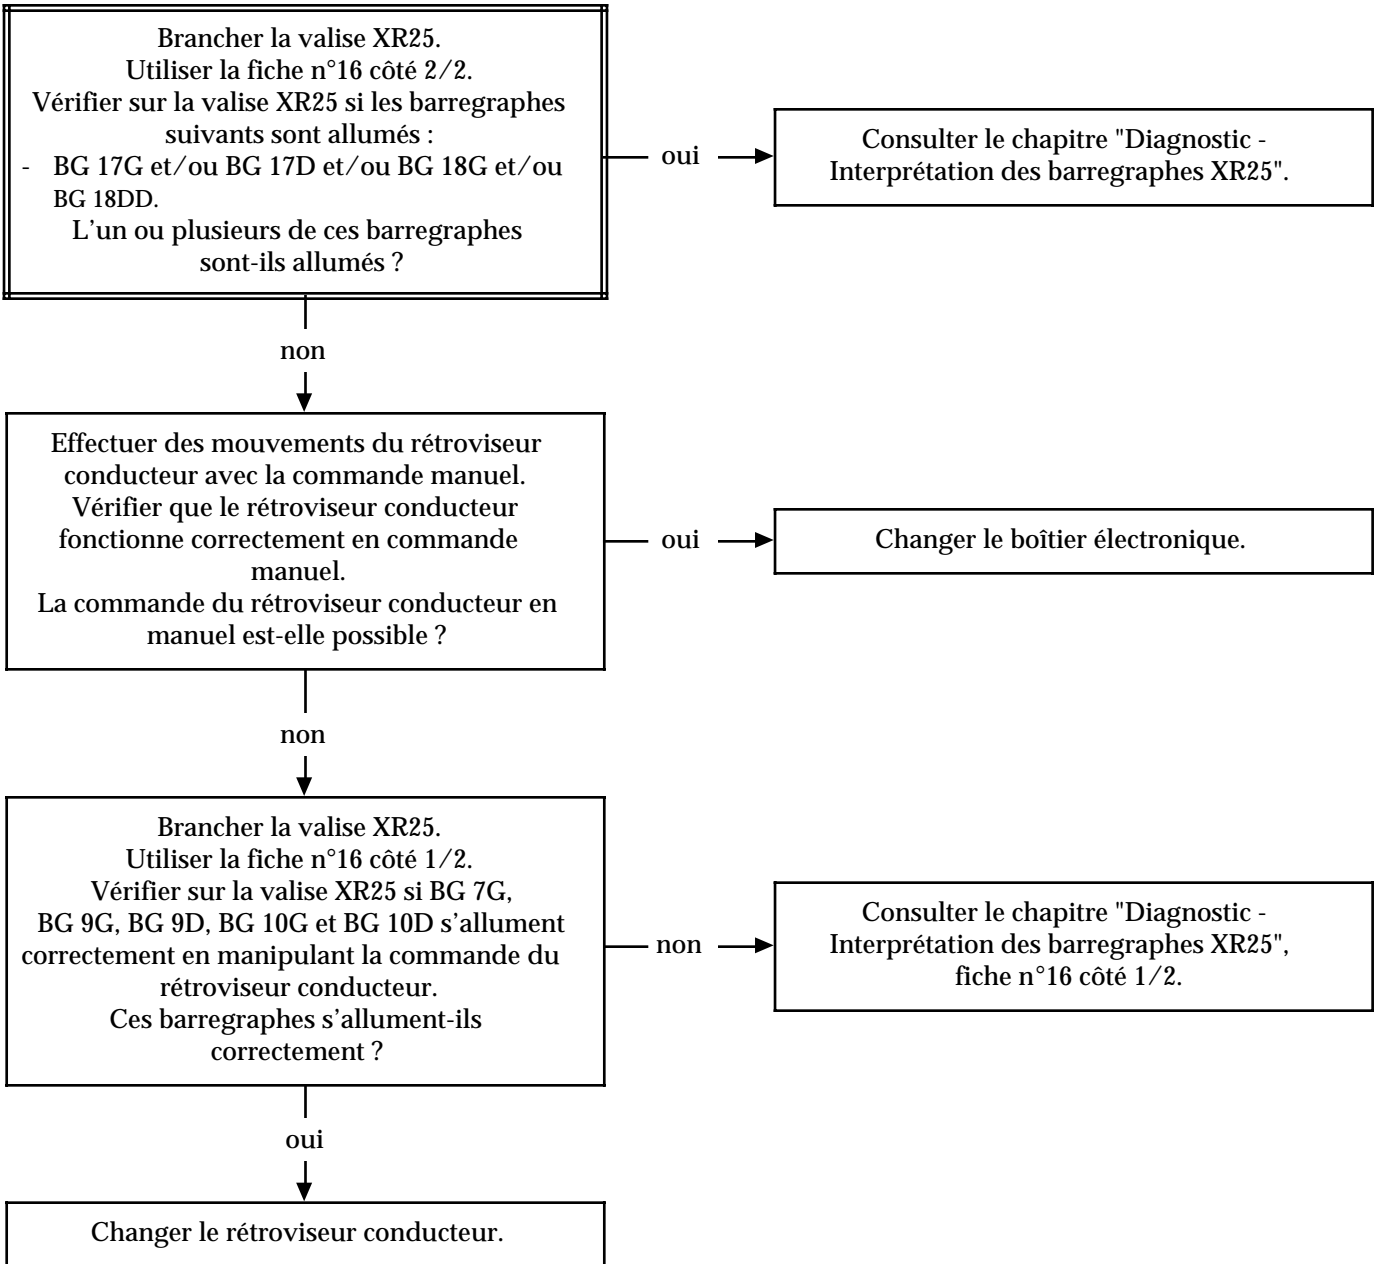 Brancher la valise XR25.
Utiliser la fiche n°16 côté 2/2.
Vérifier sur la valise XR25 si les barregraphes
suivants sont allumés :
- BG 17G et/ou BG 17D et/ou BG 18G et/ou
BG 18DD.
L'un ou plusieurs de ces barregraphes
sont-ils allumés ?
oui
Consulter le chapitre "Diagnostic -
Interprétation des barregraphes XR25".
non
Effectuer des mouvements du rétroviseur
conducteur avec la commande manuel.
Vérifier que le rétroviseur conducteur
fonctionne correctement en commande
manuel.
La commande du rétroviseur conducteur en
manuel est-elle possible ?
oui
Changer le boîtier électronique.
non
Brancher la valise XR25.
Utiliser la fiche n°16 côté 1/2.
Vérifier sur la valise XR25 si BG 7G,
BG 9G, BG 9D, BG 10G et BG 10D s'allument
correctement en manipulant la commande du
rétroviseur conducteur.
Ces barregraphes s'allument-ils
correctement ?
non
Consulter le chapitre "Diagnostic -
Interprétation des barregraphes XR25",
fiche n°16 côté 1/2.
oui
Changer le rétroviseur conducteur.